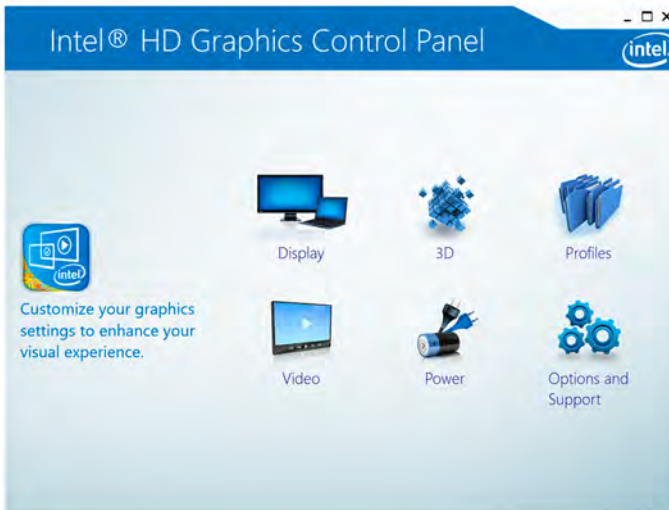 Intel® HD Graphics Control Panel
intel
Display
3D
Profiles
intel
Customize your graphics
settings to enhance your
visual experience.
Video
Power
Options and
Support